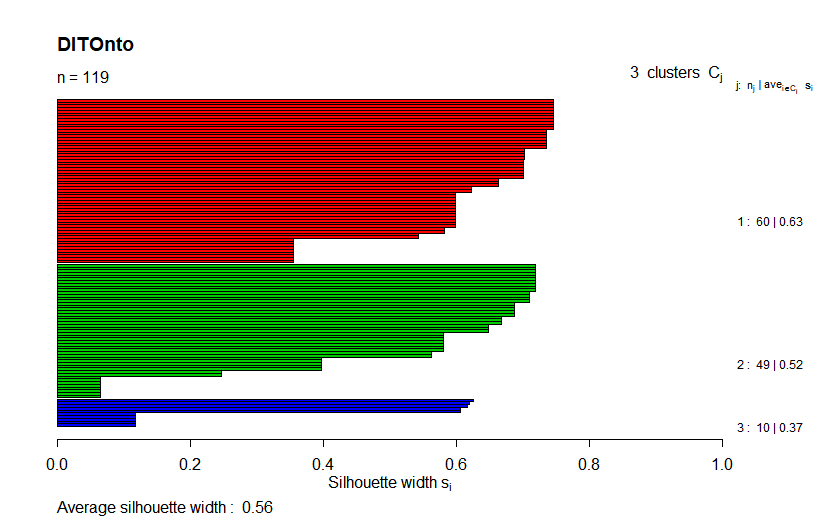 DITOnto
n = 119
3 clusters Cj
j: nj | avei∈Cj si
1 : 60 | 0.63
2 : 49 | 0.52
3 : 10 | 0.37
0.0 0.2 0.4 0.6 0.8 1.0
Silhouette width si
Average silhouette width : 0.56